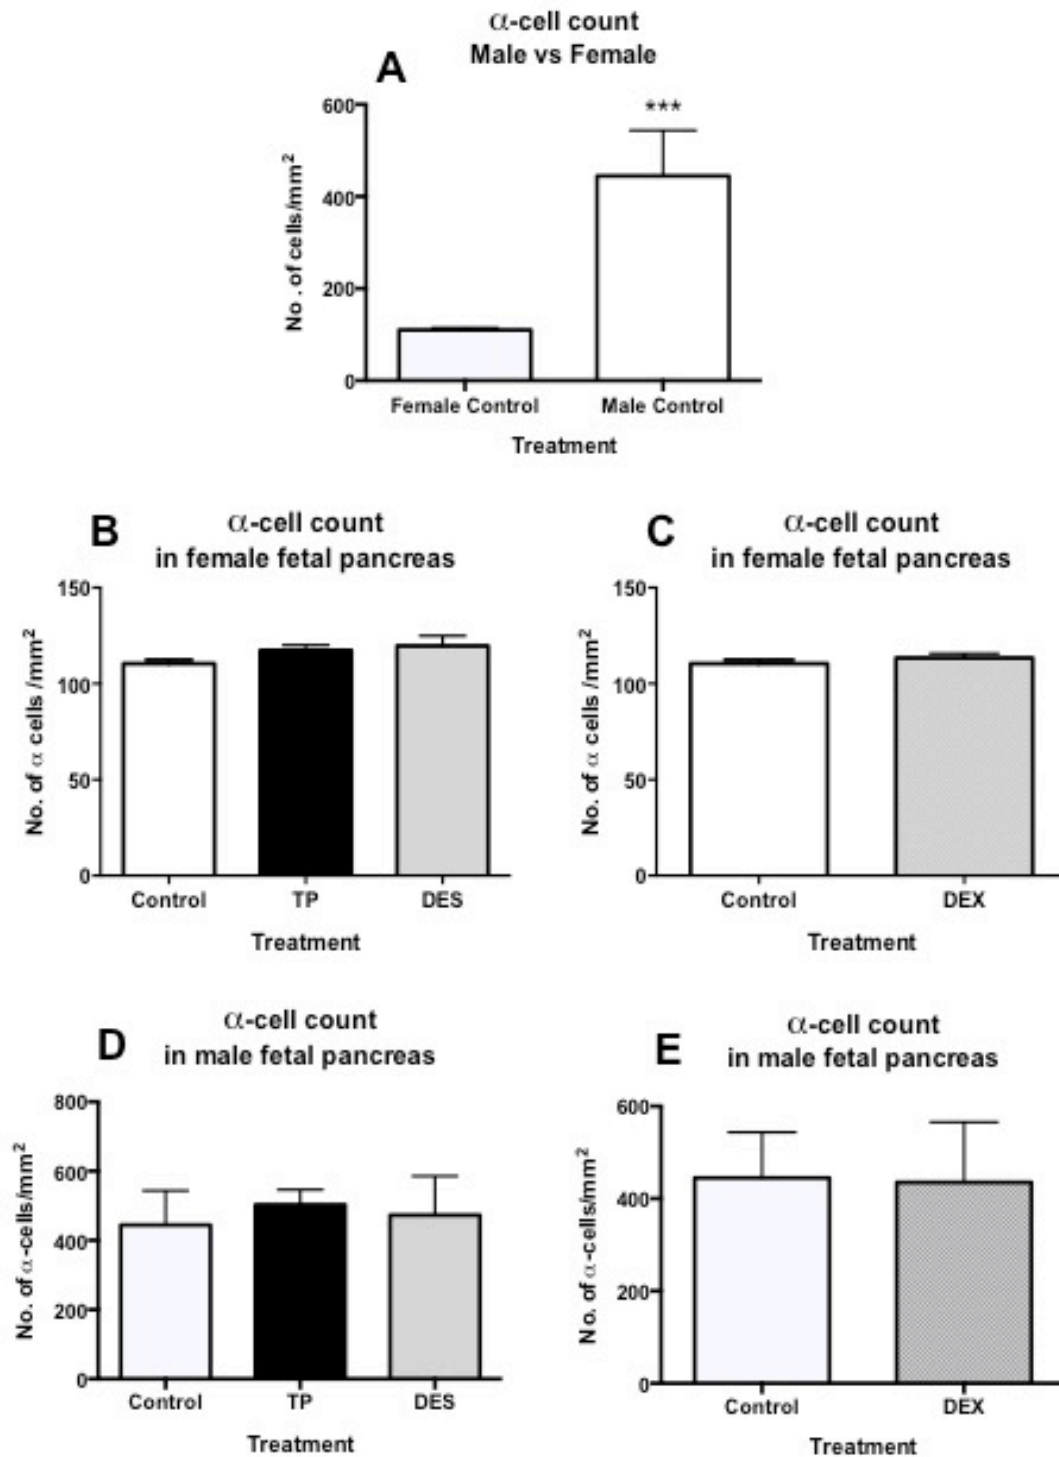 α-cell count
Male vs Female
A
600
***
400
200
0
No . of cells/mm²
Female Control
Male Control
Treatment
B
α-cell count
in female fetal pancreas
150
100
50
0
No. of α cells /mm²
Control
TP
DES
Treatment
C
α-cell count
in female fetal pancreas
150
100
50
0
No. of α cells /mm²
Control
DEX
Treatment
D
α-cell count
in male fetal pancreas
800
600
400
200
0
No. of α-cells/mm²
Control
TP
DES
Treatment
E
α-cell count
in male fetal pancreas
600
400
200
0
No. of α-cells/mm²
Control
DEX
Treatment